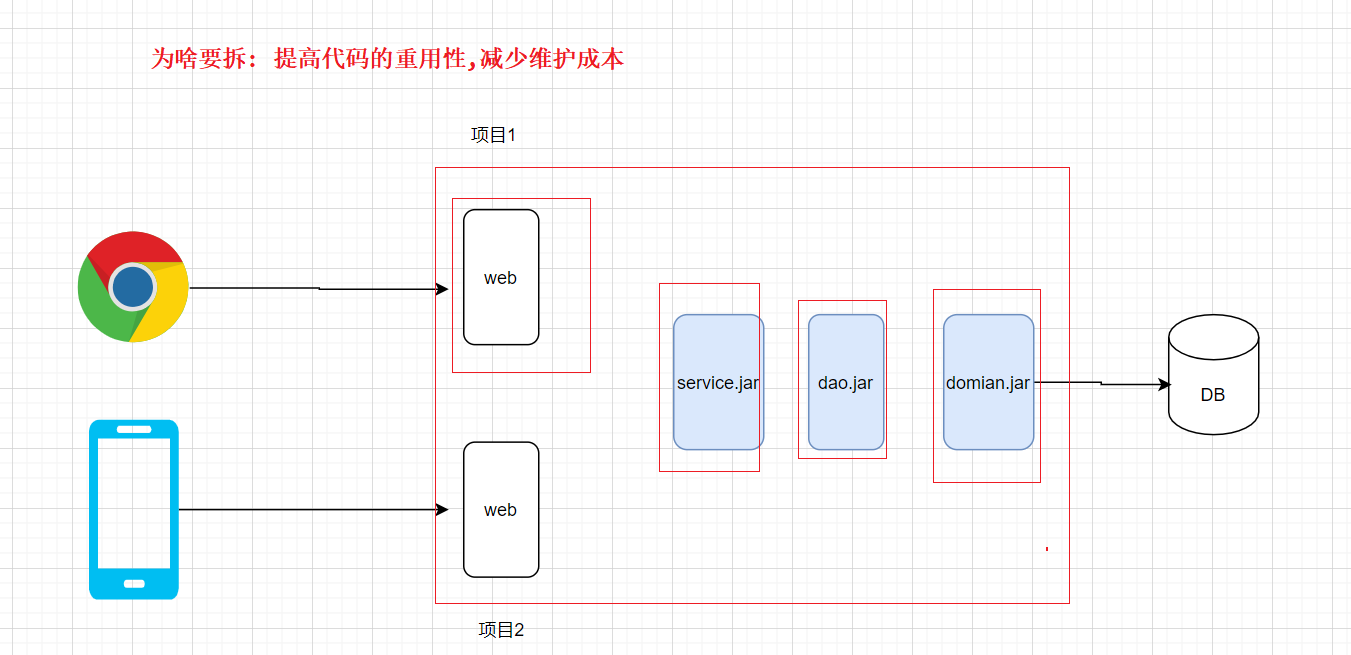 为啥要拆：提高代码的重用性,减少维护成本
项目1
web
service.jar
dao.jar
domian.jar
DB
web
项目2